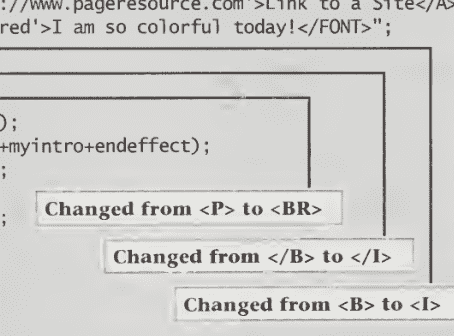 ://www.pageresource.com'>Link to a Site</A>
red'>I am so colorful today!</FONT>";
);
+myintro+endeffect);
;
Changed from <P> to <BR>
;
Changed from </B> to </I>
Changed from <B> to <I>